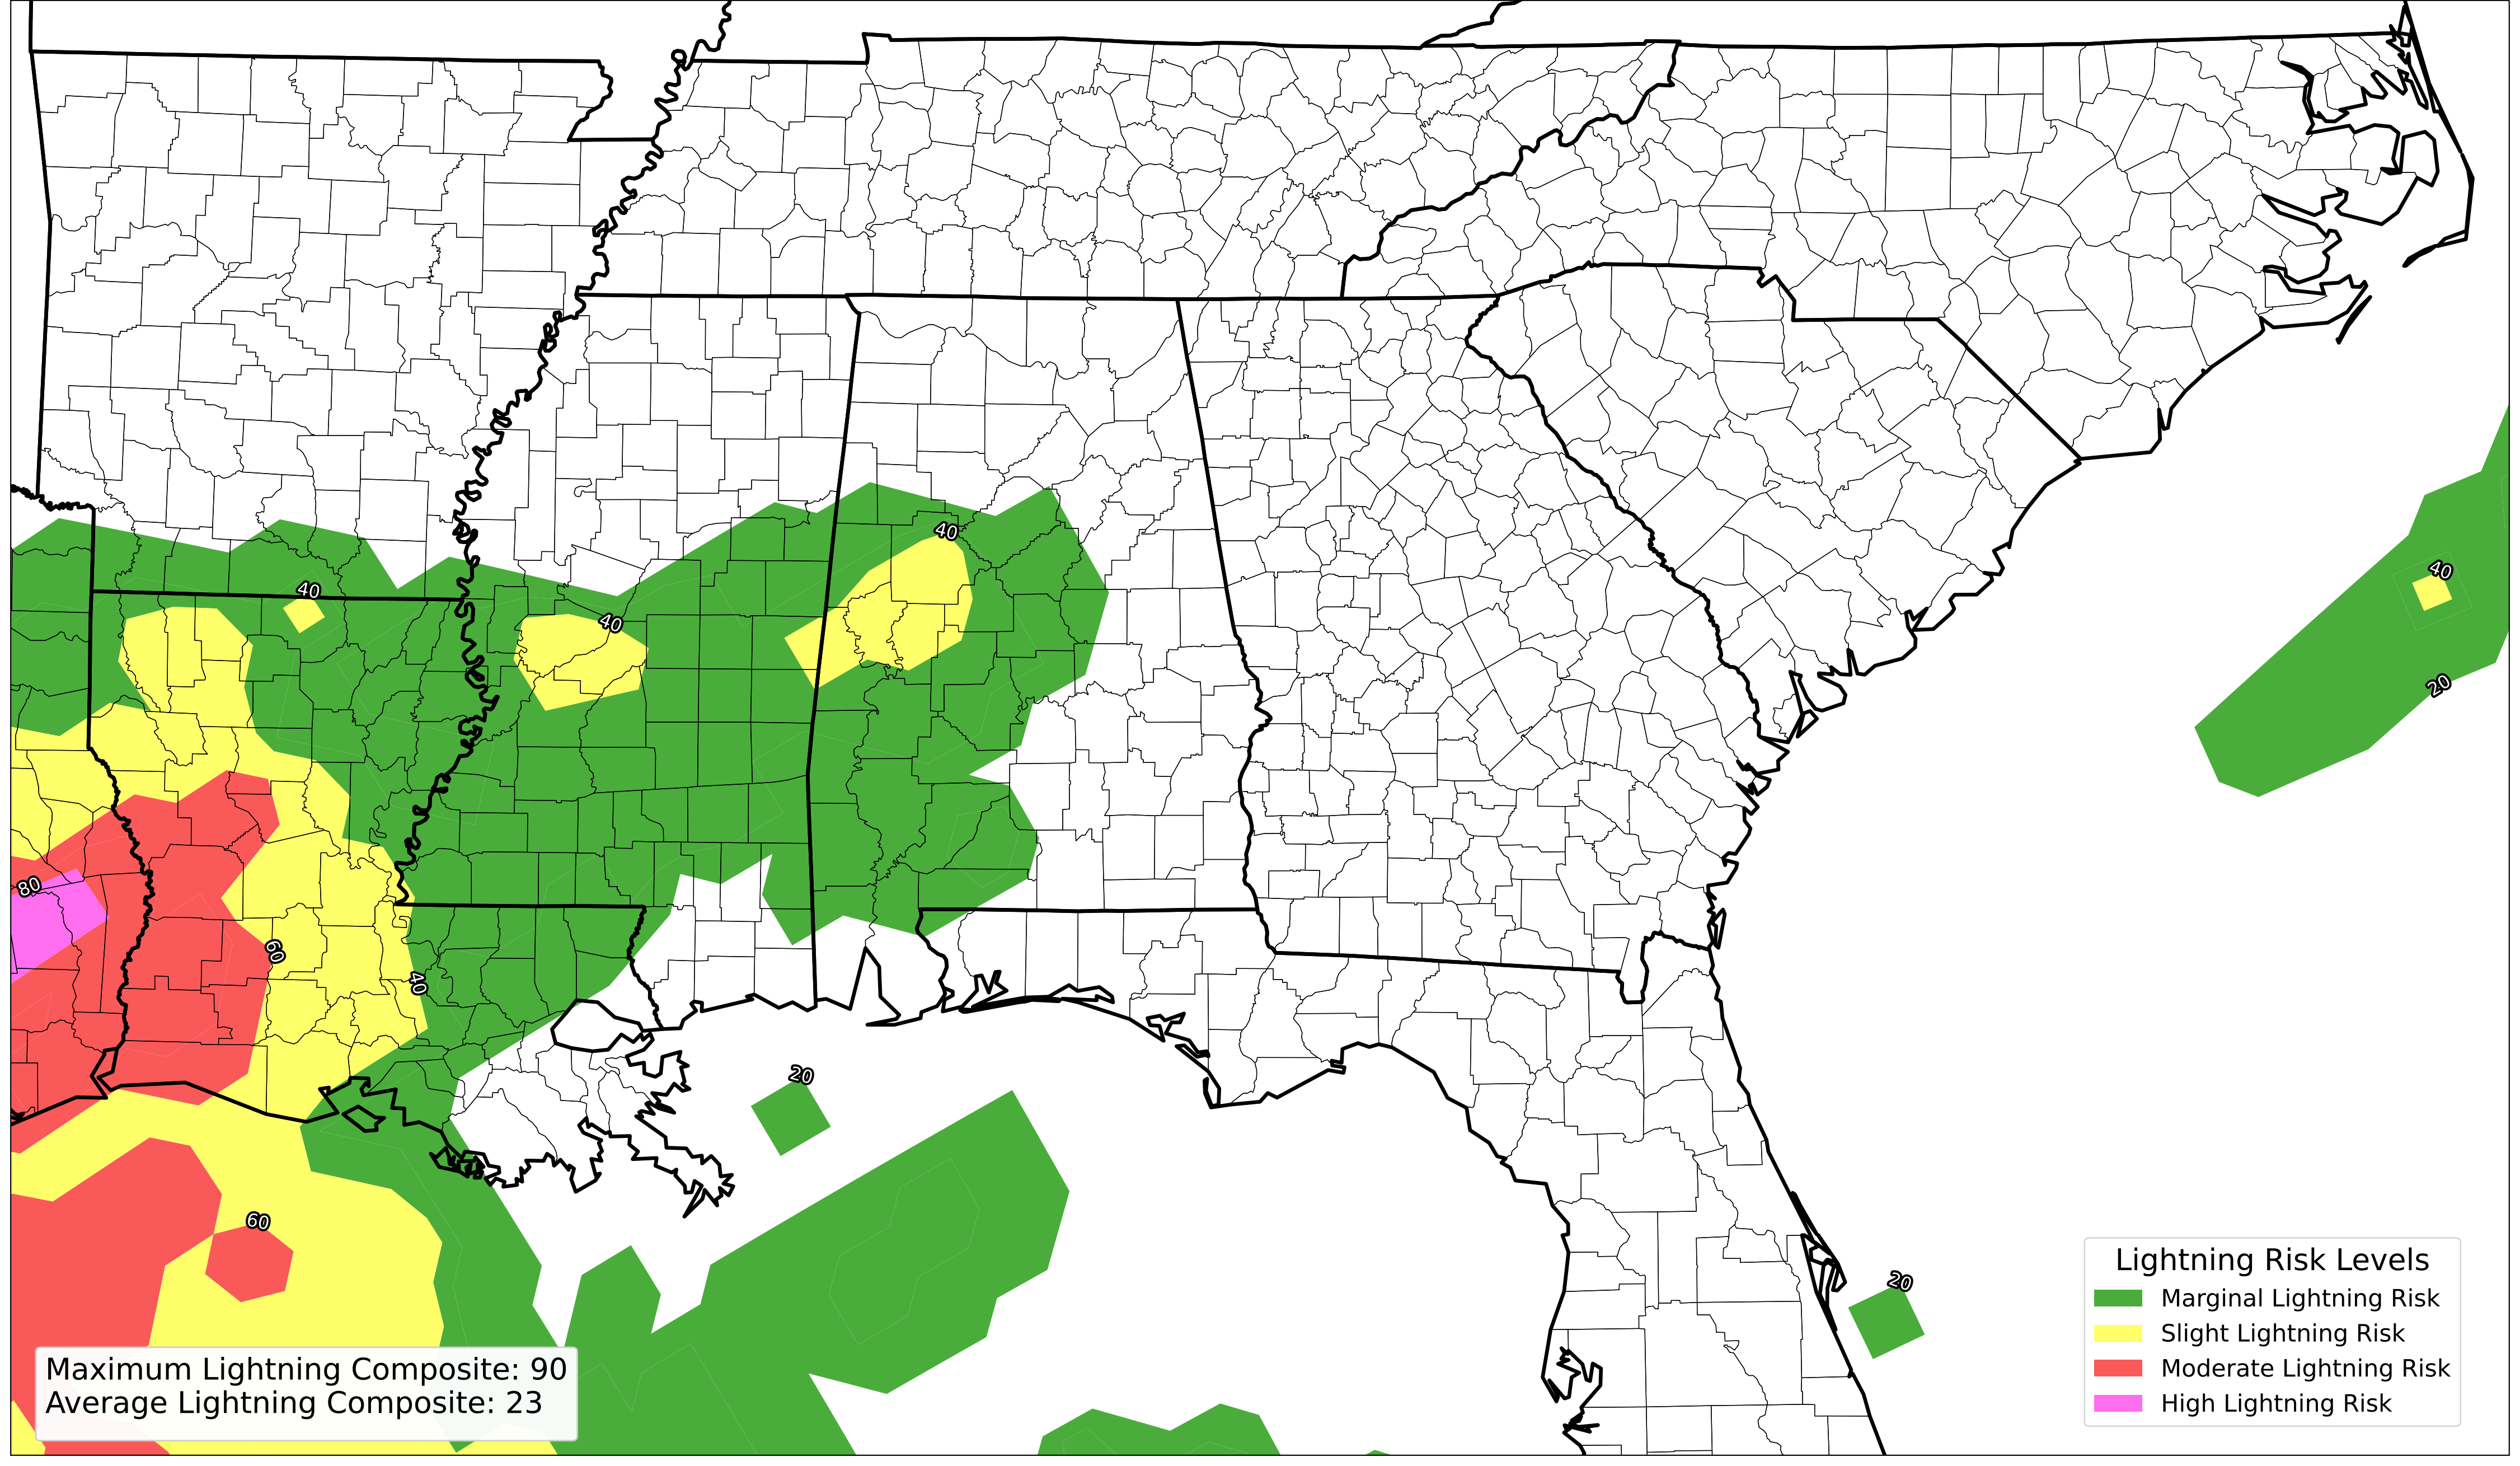 40
40
40
40
20
80
60
40
20
60
20
Lightning Risk Levels
Marginal Lightning Risk
Slight Lightning Risk
Moderate Lightning Risk
High Lightning Risk
Maximum Lightning Composite: 90
Average Lightning Composite: 23